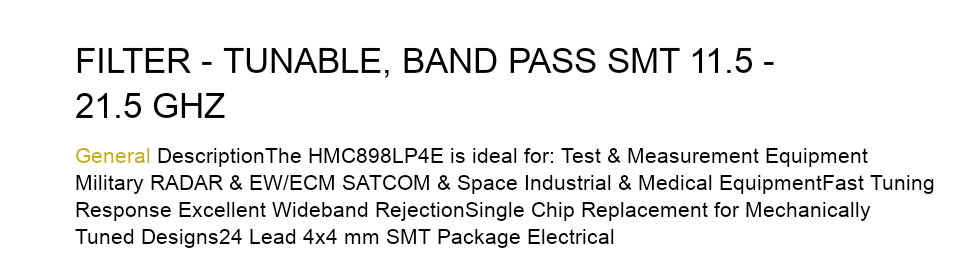 FILTER - TUNABLE, BAND PASS SMT 11.5 -
21.5 GHZ
General DescriptionThe HMC898LP4E is ideal for: Test & Measurement Equipment
Military RADAR & EW/ECM SATCOM & Space Industrial & Medical EquipmentFast Tuning
Response Excellent Wideband RejectionSingle Chip Replacement for Mechanically
Tuned Designs24 Lead 4x4 mm SMT Package Electrical